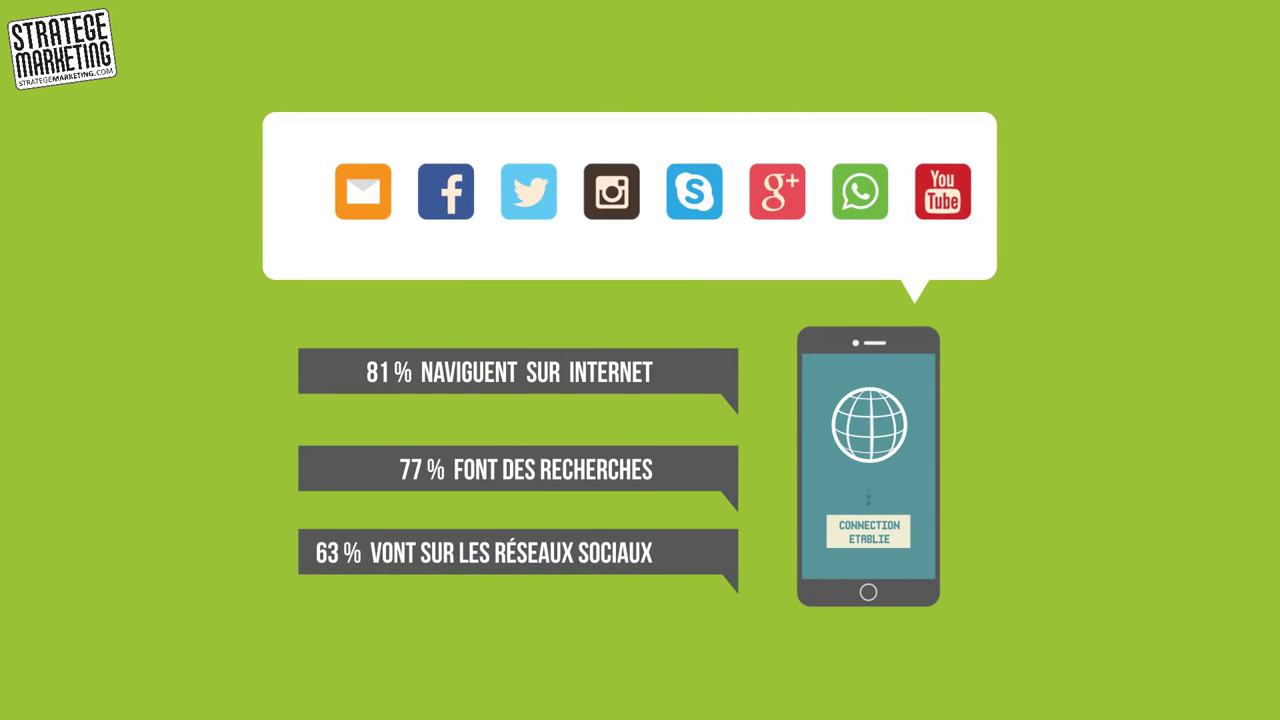 STRATEGE
MARKETING
STRATEGEMARKETING.COM
f
S
g+
You
Tube
81 % NAVIGUENT SUR INTERNET
77 % FONT DES RECHERCHES
63 % VONT SUR LES RÉSEAUX SOCIAUX
CONNECTION
ETABLIE